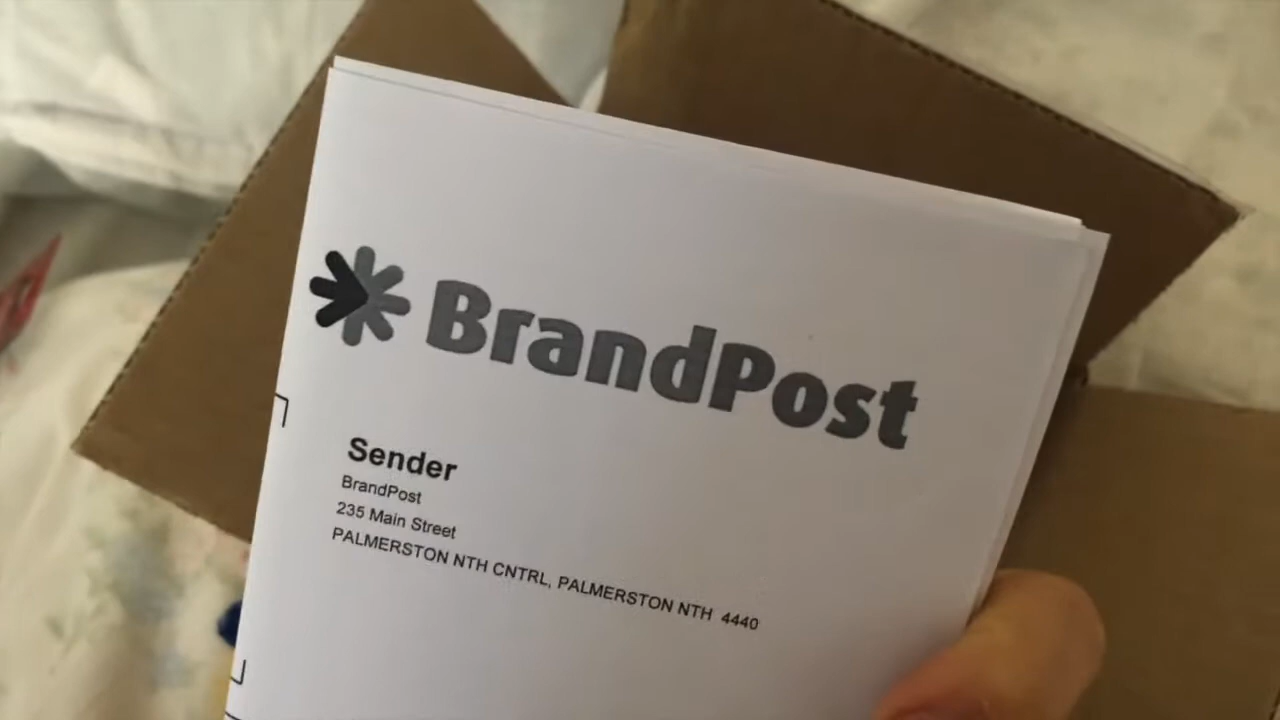 BrandPost
Sender
BrandPost
235 Main Street
PALMERSTON NTH CNTRL, PALMERSTON NTH 4440